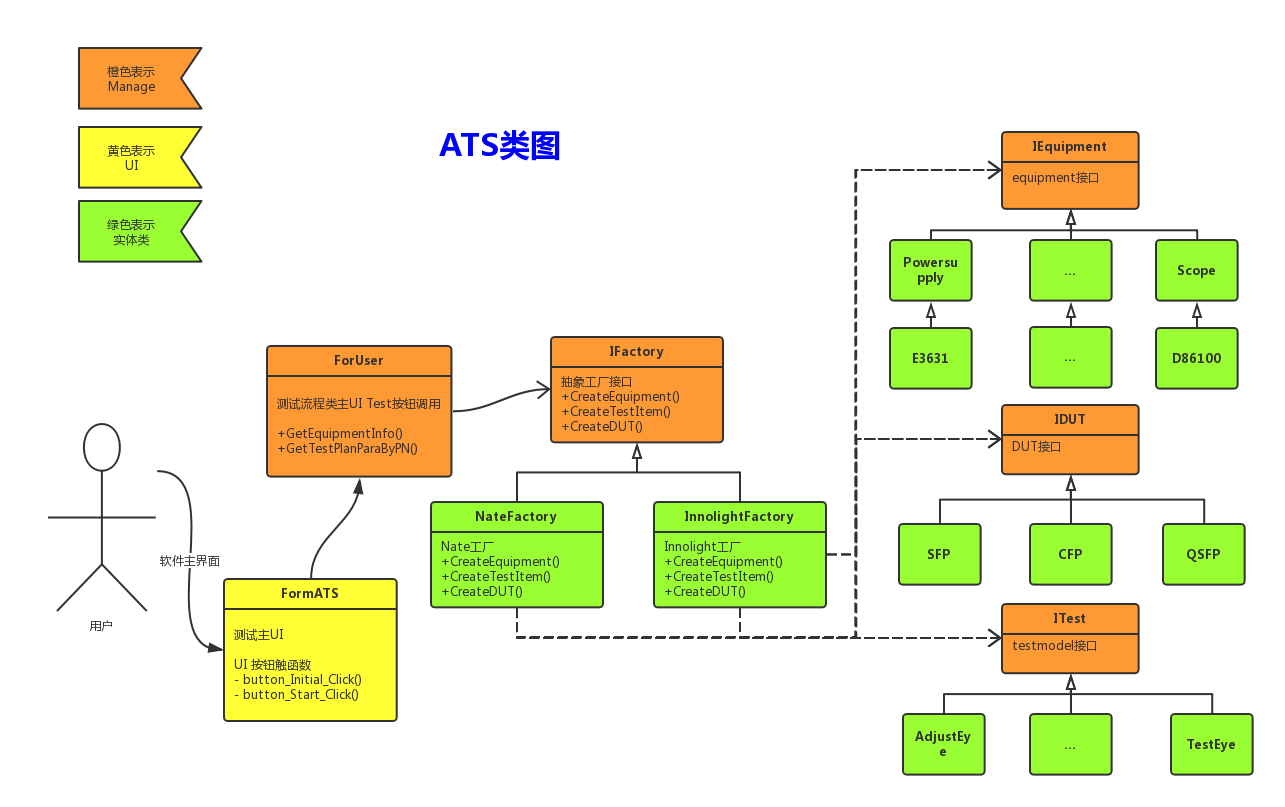 橙色表示
Manage
黄色表示
UI
绿色表示
实体类
ATS类图
IEquipment
equipment接口
Powersu
pply
...
Scope
E3631
...
D86100
ForUser
测试流程类主UI Test按钮调用
+GetEquipmentInfo()
+GetTestPlanParaByPN()
IFactory
抽象工厂接口
+CreateEquipment()
+CreateTestItem()
+CreateDUT()
IDUT
DUT接口
NateFactory
Nate工厂
+CreateEquipment()
+CreateTestItem()
+CreateDUT()
InnolightFactory
Innolight工厂
+CreateEquipment()
+CreateTestItem()
+CreateDUT()
SFP
CFP
QSFP
软件主界面
用户
FormATS
测试主UI
UI 按钮触函数
- button_Initial_Click()
- button_Start_Click()
ITest
testmodel接口
AdjustEy
e
...
TestEye